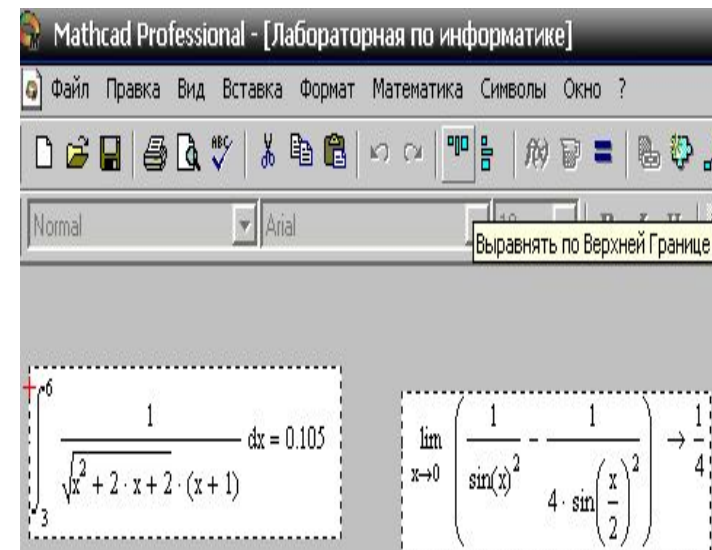 Mathcad Professional - [Лабораторная по информатике]
Файл Правка Вид Вставка Формат Математика Символы Окно ?
ABC f(x) =
Normal Arial
Выравнять по Верхней Границе
∫₃⁶ 1/(√(x² + 2 · x + 2) · (x + 1)) dx = 0.105
lim x→0 (1/sin(x)² - 1/(4 · sin(x/2)²)) → 1/4